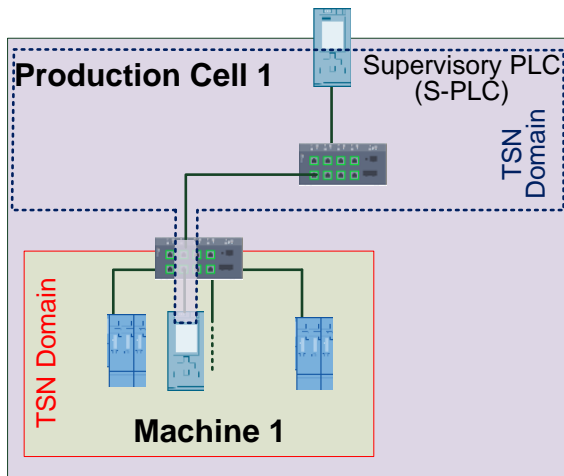 Production Cell 1
Supervisory PLC
(S-PLC)
TSN
Domain
TSN Domain
Machine 1